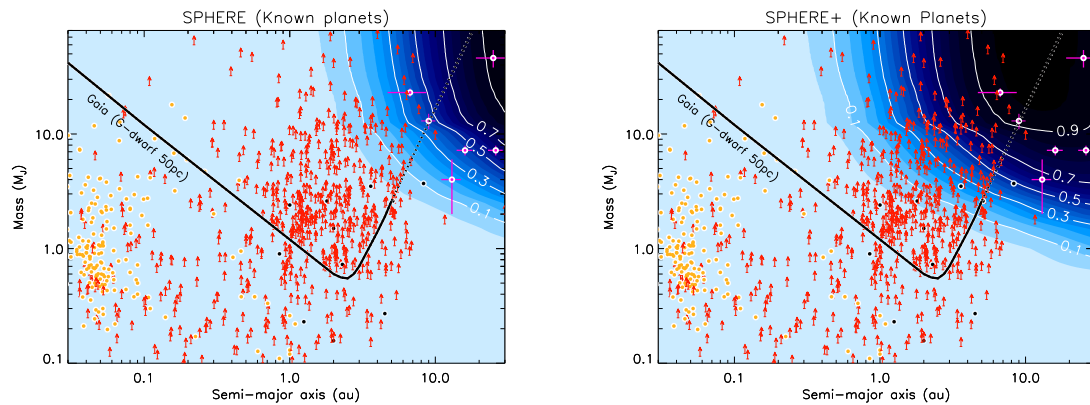 SPHERE (Known planets)
Mass (M_J)
10.0
1.0
0.1
Gaia (G-dwarf 50pc)
0.7
0.5
0.3
0.1
0.1
1.0
10.0
Semi-major axis (au)
SPHERE+ (Known Planets)
Mass (M_J)
10.0
1.0
0.1
Gaia (G-dwarf 50pc)
0.1
0.9
0.7
0.5
0.3
0.1
0.1
1.0
10.0
Semi-major axis (au)